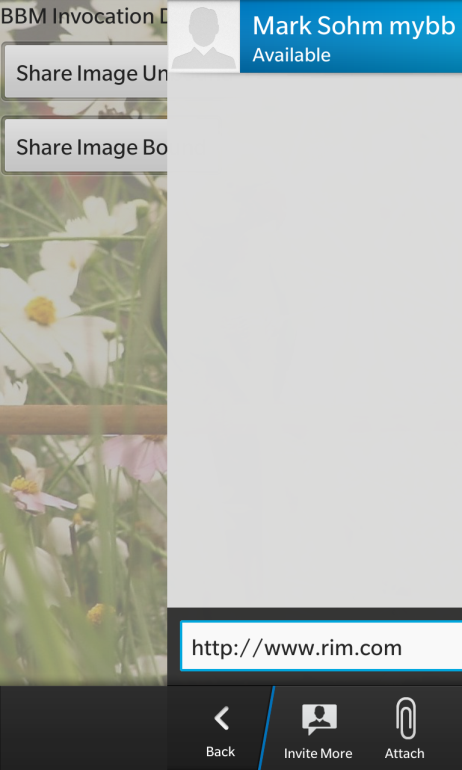 BBM Invocation D
Share Image Un
Share Image Bo
Mark Sohm mybb
Available
http://www.rim.com
Back
Invite More
Attach